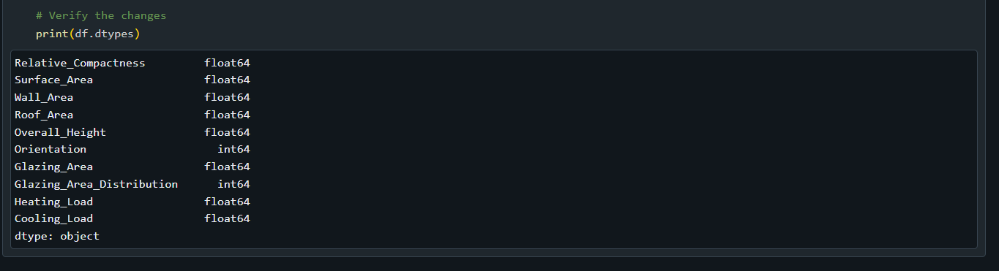 # Verify the changes
print(df.dtypes)
Relative_Compactness         float64
Surface_Area                 float64
Wall_Area                    float64
Roof_Area                    float64
Overall_Height               float64
Orientation                    int64
Glazing_Area                 float64
Glazing_Area_Distribution      int64
Heating_Load                 float64
Cooling_Load                 float64
dtype: object